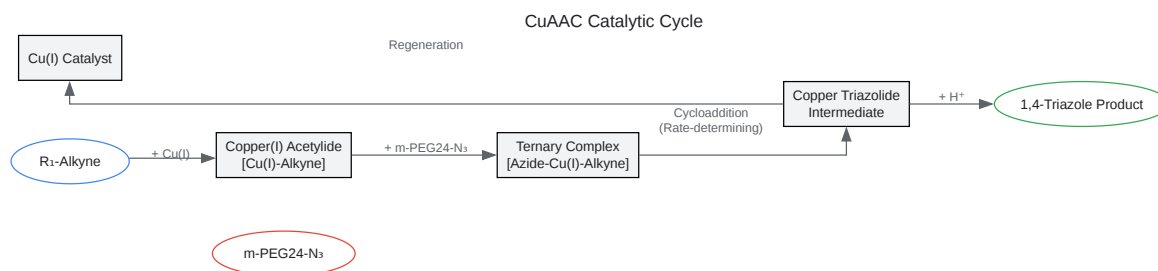 CuAAC Catalytic Cycle
Regeneration
Cu(I) Catalyst
Copper Triazolide
Intermediate
+ H⁺
1,4-Triazole Product
Cycloaddition
(Rate-determining)
R₁-Alkyne
+ Cu(I)
Copper(I) Acetylide
[Cu(I)-Alkyne]
+ m-PEG24-N₃
Ternary Complex
[Azide-Cu(I)-Alkyne]
m-PEG24-N₃